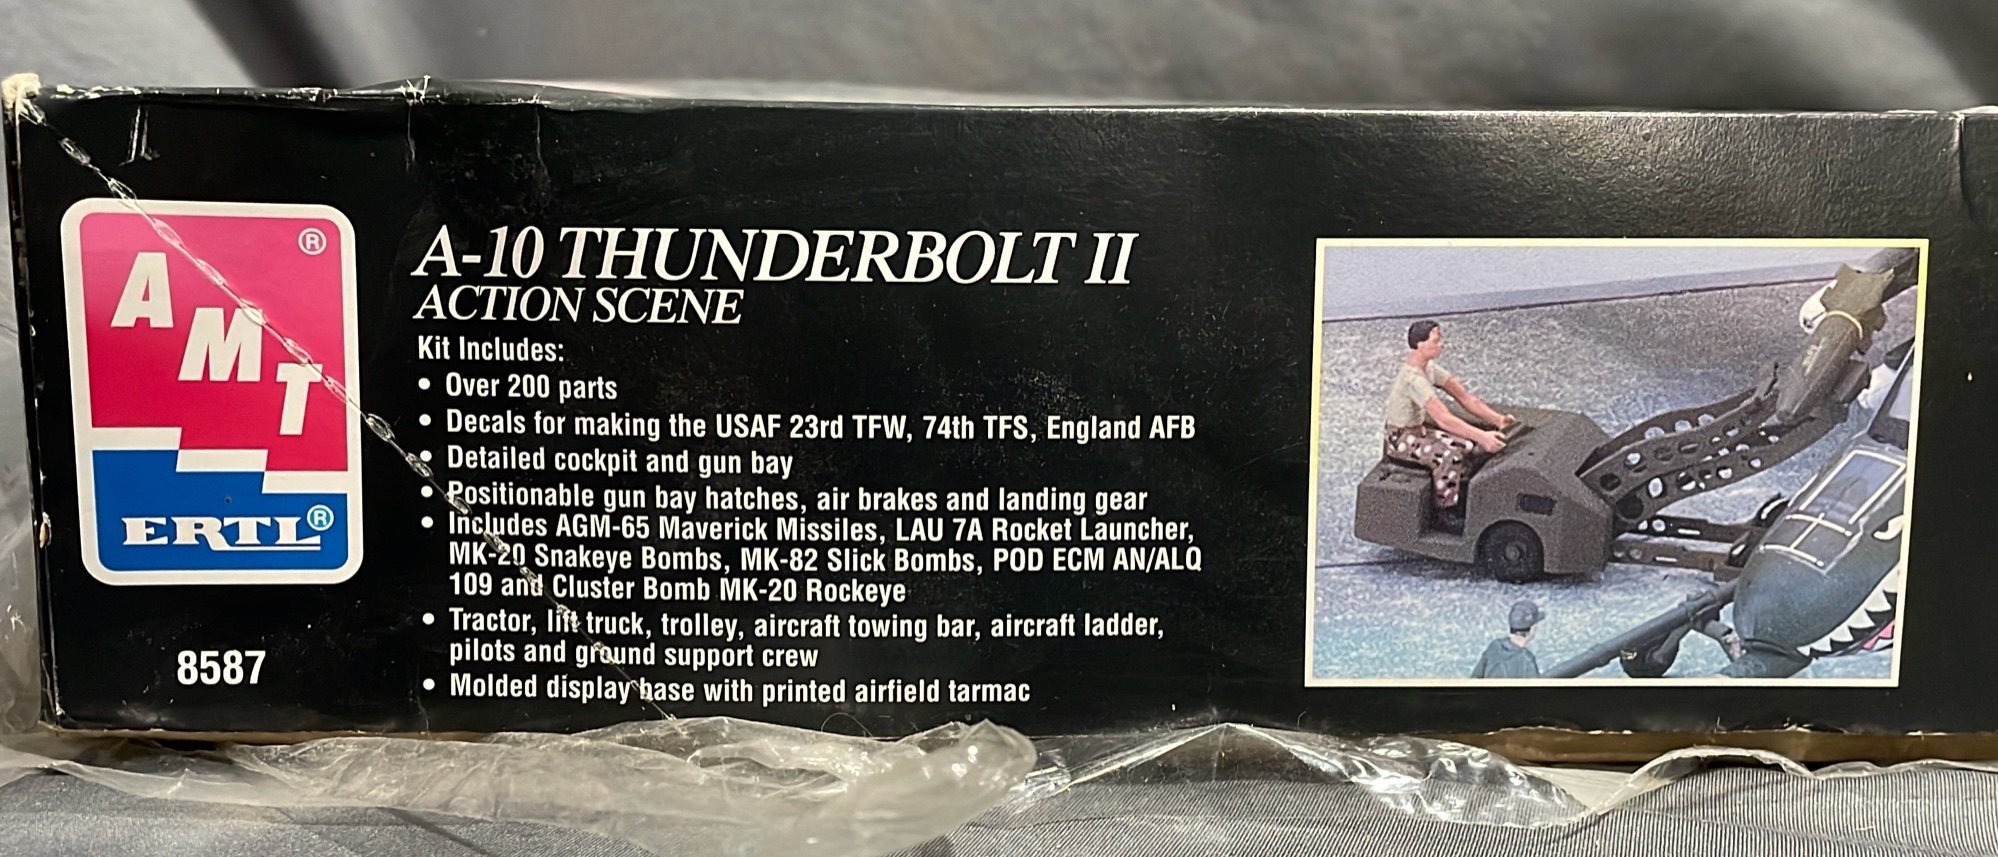 AMT®
ERTL®
8587
A-10 THUNDERBOLT II
ACTION SCENE
Kit Includes:
• Over 200 parts
• Decals for making the USAF 23rd TFW, 74th TFS, England AFB
• Detailed cockpit and gun bay
• Positionable gun bay hatches, air brakes and landing gear
• Includes AGM-65 Maverick Missiles, LAU 7A Rocket Launcher,
MK-20 Snakeye Bombs, MK-82 Slick Bombs, POD ECM AN/ALQ
109 and Cluster Bomb MK-20 Rockeye
• Tractor, lift truck, trolley, aircraft towing bar, aircraft ladder,
pilots and ground support crew
• Molded display base with printed airfield tarmac